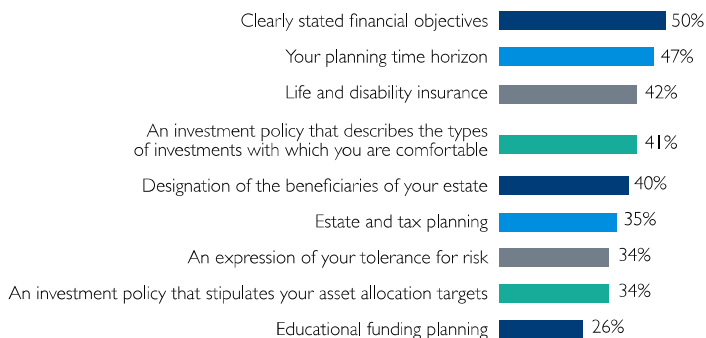 Clearly stated financial objectives 50%
Your planning time horizon 47%
Life and disability insurance 42%
An investment policy that describes the types
of investments with which you are comfortable 41%
Designation of the beneficiaries of your estate 40%
Estate and tax planning 35%
An expression of your tolerance for risk 34%
An investment policy that stipulates your asset allocation targets 34%
Educational funding planning 26%